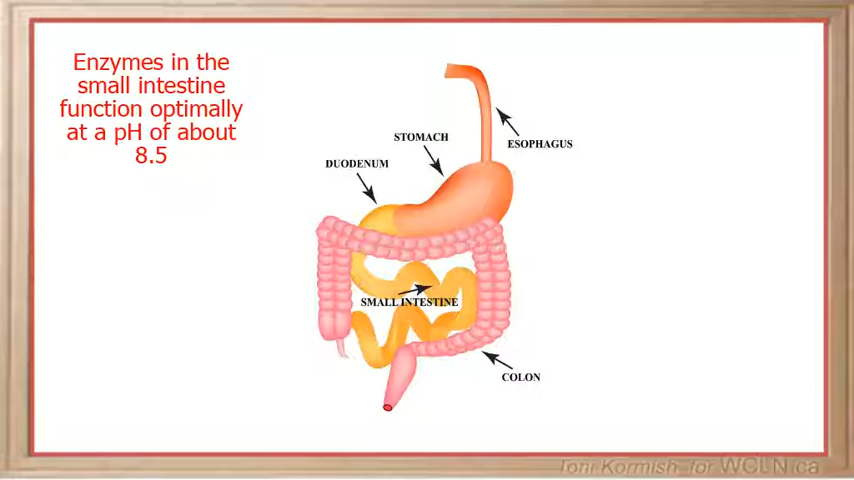 Enzymes in the
small intestine
function optimally
at a pH of about
8.5
STOMACH
ESOPHAGUS
DUODENUM
SMALL INTESTINE
COLON
Toni Kormish for WCLN.ca